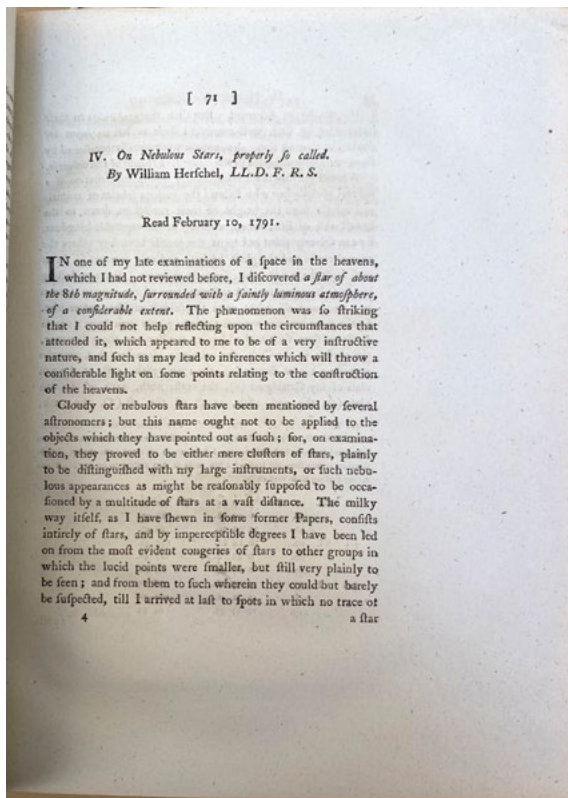 [ 71 ]
IV. On Nebulous Stars, properly ſo called.
By William Herſchel, LL.D. F. R. S.
Read February 10, 1791.
IN one of my late examinations of a ſpace in the heavens,
which I had not reviewed before, I diſcovered a ſtar of about
the 8th magnitude, ſurrounded with a faintly luminous atmoſphere,
of a conſiderable extent. The phænomenon was ſo ſtriking
that I could not help reflecting upon the circumſtances that
attended it, which appeared to me to be of a very inſtructive
nature, and ſuch as may lead to inferences which will throw a
conſiderable light on ſome points relating to the conſtruction
of the heavens.
Cloudy or nebulous ſtars have been mentioned by ſeveral
aſtronomers; but this name ought not to be applied to the
objects which they have pointed out as ſuch; for, on examina-
tion, they proved to be either mere cluſters of ſtars, plainly
to be diſtinguiſhed with my large inſtruments, or ſuch nebu-
lous appearances as might be reaſonably ſuppoſed to be occa-
ſioned by a multitude of ſtars at a vaſt diſtance. The milky
way itſelf, as I have ſhewn in ſome former Papers, conſiſts
intirely of ſtars, and by imperceptible degrees I have been led
on from the moſt evident congeries of ſtars to other groups in
which the lucid points were ſmaller, but ſtill very plainly to
be ſeen; and from them to ſuch wherein they could but barely
be ſuſpected, till I arrived at laſt to ſpots in which no trace of
4 a ſtar